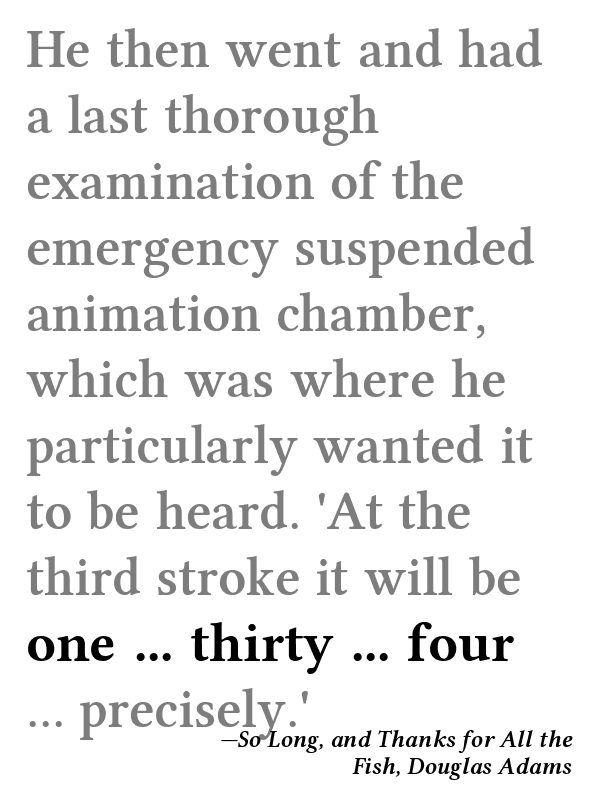 He then went and had
a last thorough
examination of the
emergency suspended
animation chamber,
which was where he
particularly wanted it
to be heard. 'At the
third stroke it will be
one ... thirty ... four
... precisely.'
—So Long, and Thanks for All the
Fish, Douglas Adams